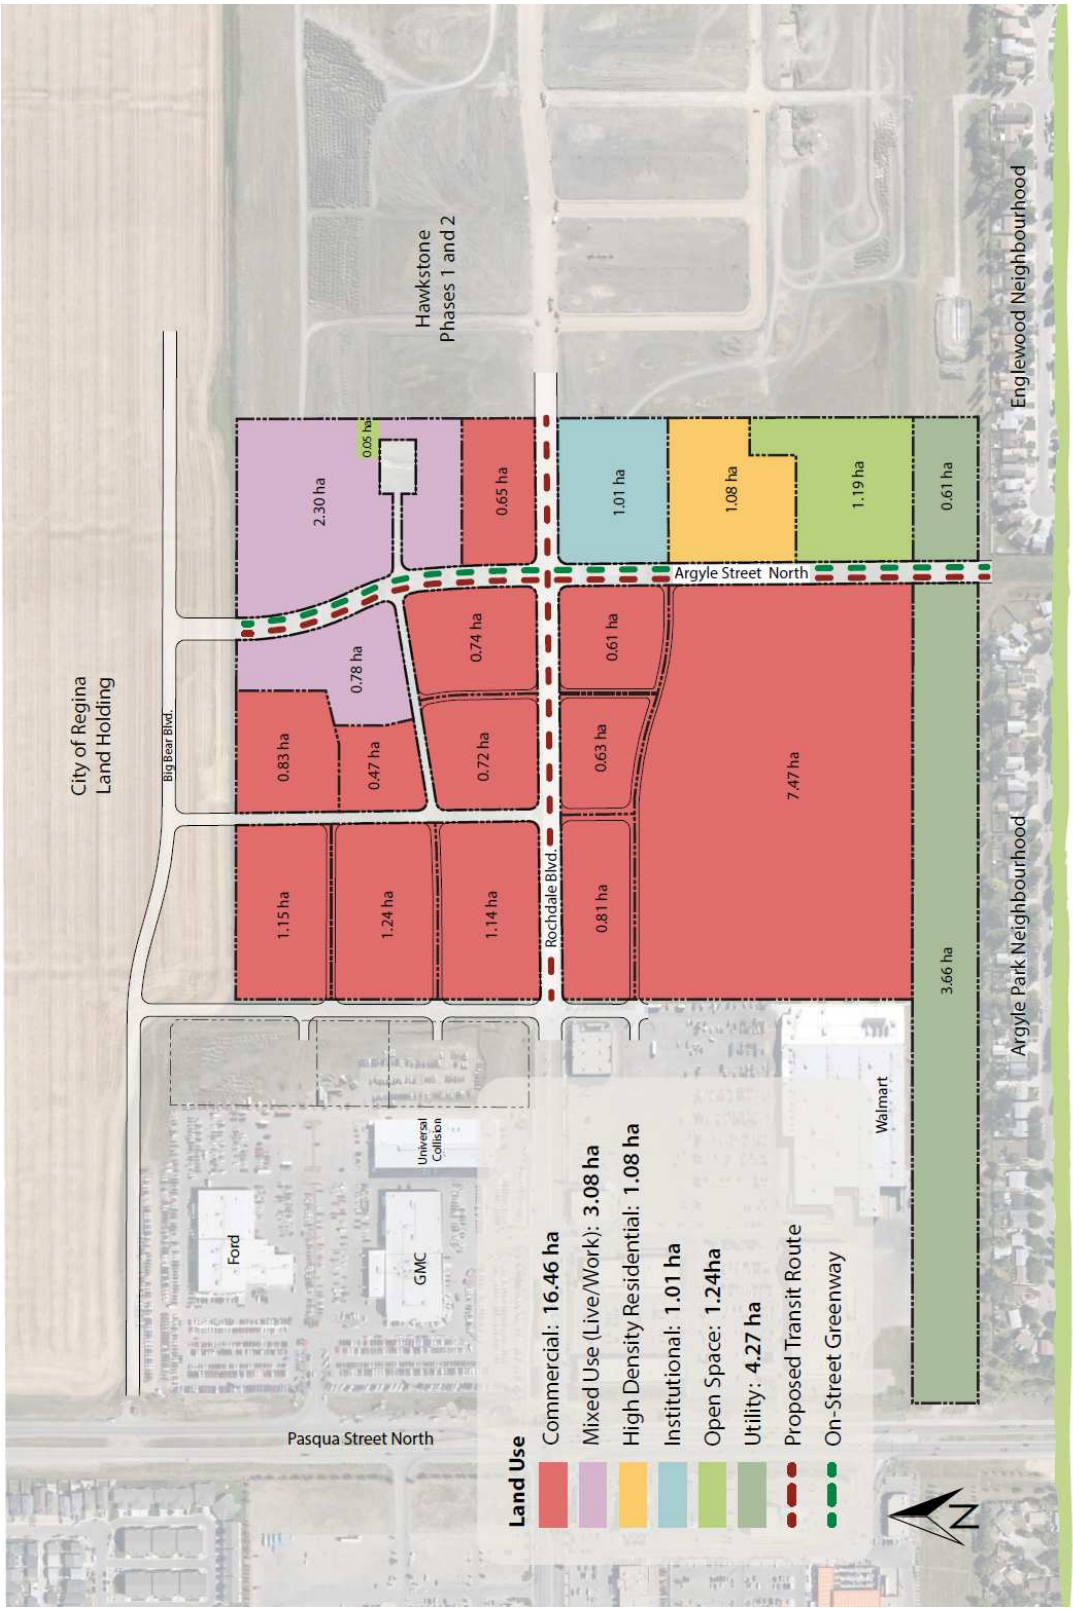 City of Regina
Land Holding
Big Bear Blvd.
Hawkstone
Phases 1 and 2
0.05 ha
2.30 ha
0.65 ha
0.78 ha
0.83 ha
0.47 ha
0.74 ha
0.72 ha
1.15 ha
1.24 ha
1.14 ha
Rochdale Blvd.
Argyle Street North
1.01 ha
1.08 ha
1.19 ha
0.61 ha
0.61 ha
0.63 ha
0.81 ha
7.47 ha
3.66 ha
Englewood Neighbourhood
Argyle Park Neighbourhood
Ford
GMC
Universal
Collision
Walmart
Pasqua Street North
Land Use
Commercial: 16.46 ha
Mixed Use (Live/Work): 3.08 ha
High Density Residential: 1.08 ha
Institutional: 1.01 ha
Open Space: 1.24ha
Utility: 4.27 ha
Proposed Transit Route
On-Street Greenway
N